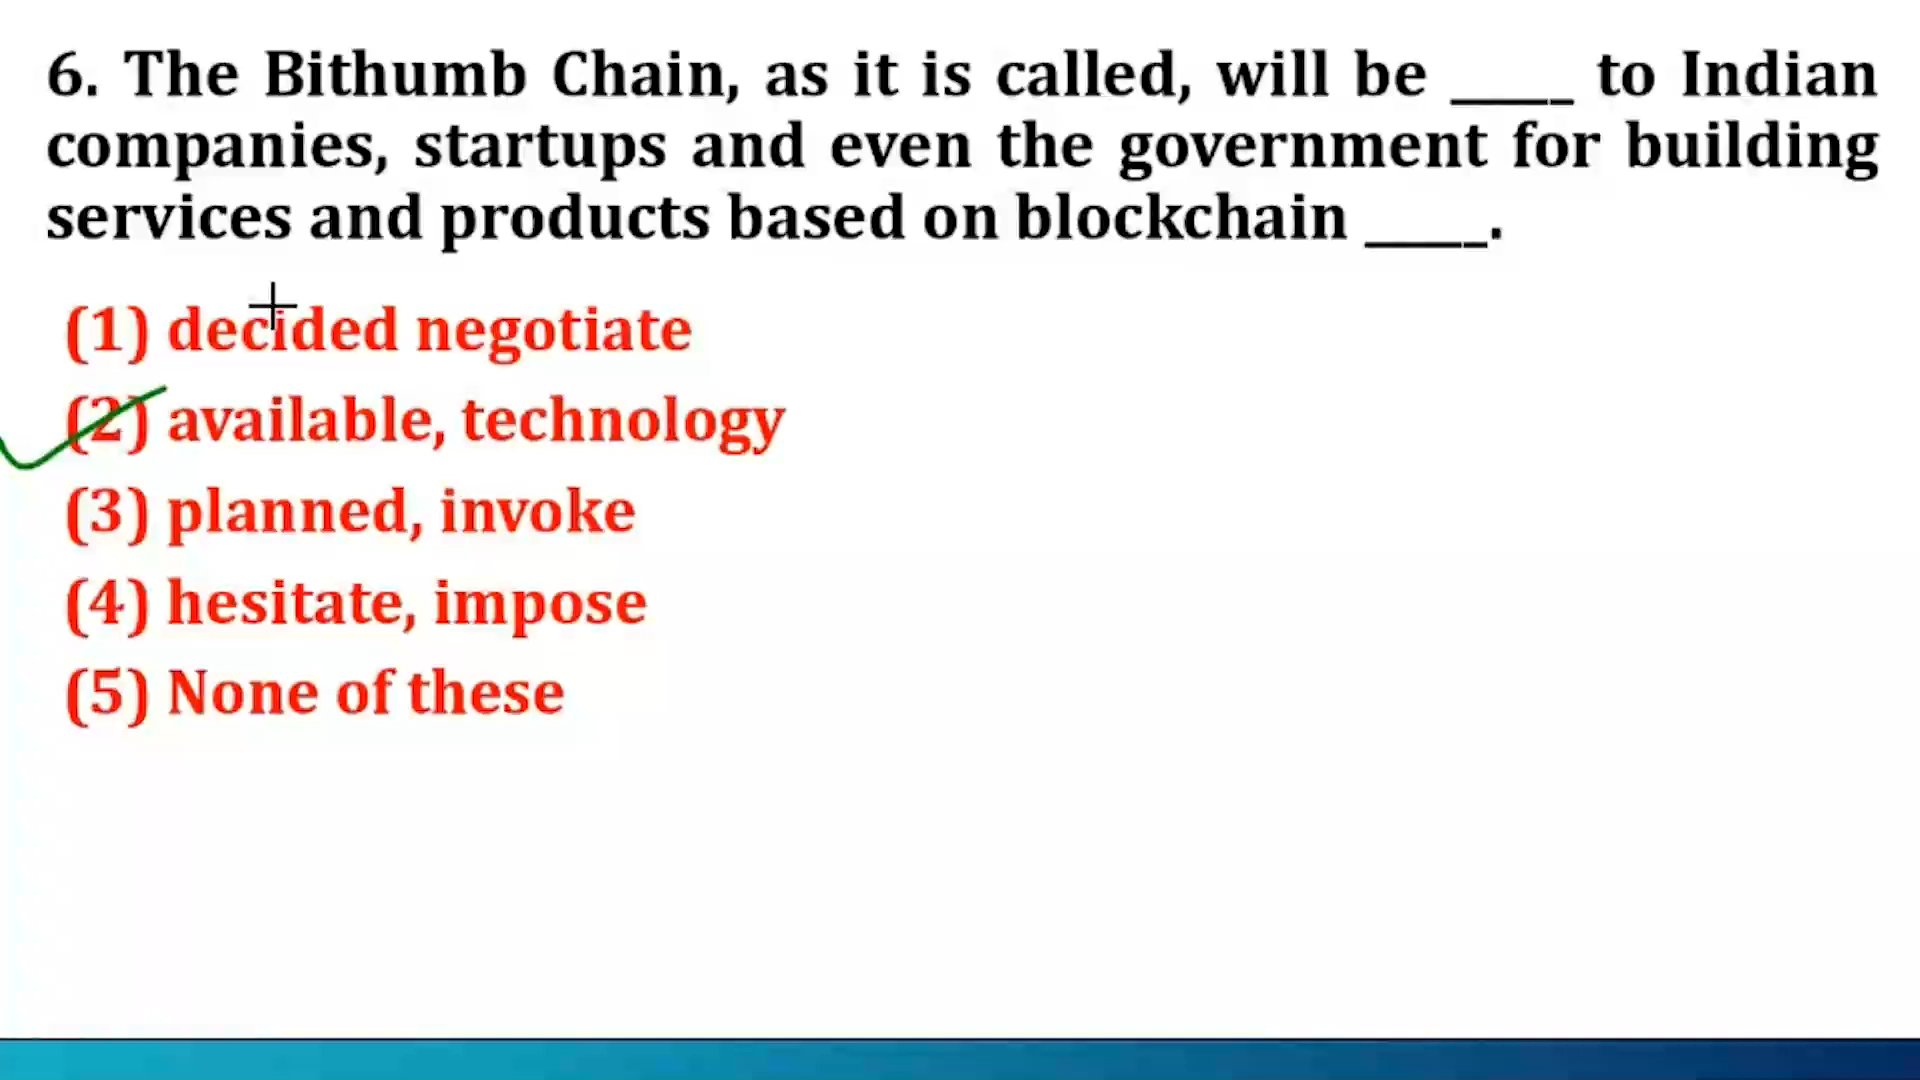 6. The Bithumb Chain, as it is called, will be _____ to Indian
companies, startups and even the government for building
services and products based on blockchain _____.
(1) decided negotiate
(2) available, technology
(3) planned, invoke
(4) hesitate, impose
(5) None of these